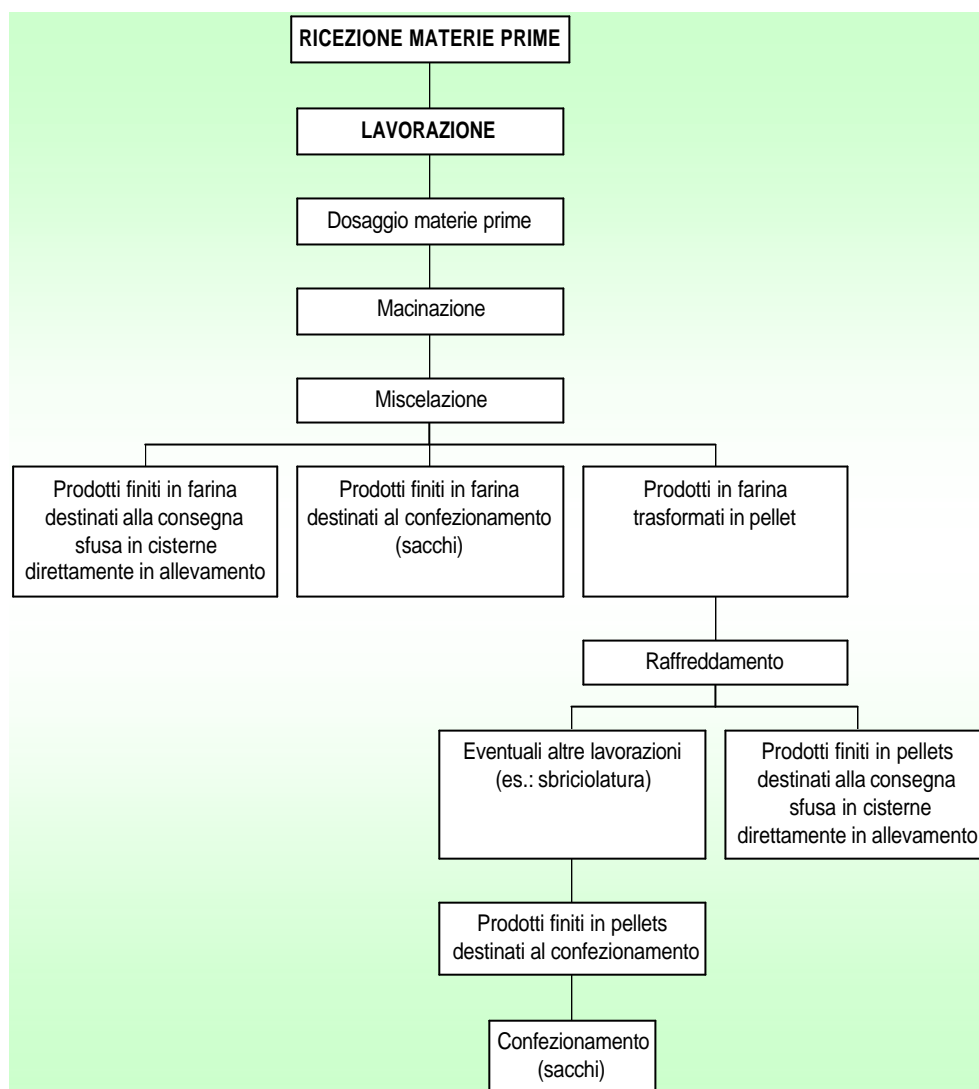 RICEZIONE MATERIE PRIME
LAVORAZIONE
Dosaggio materie prime
Macinazione
Miscelazione
Prodotti finiti in farina
destinati alla consegna
sfusa in cisterne
direttamente in allevamento
Prodotti finiti in farina
destinati al confezionamento
(sacchi)
Prodotti in farina
trasformati in pellet
Raffreddamento
Eventuali altre lavorazioni
(es.: sbriciolatura)
Prodotti finiti in pellets
destinati alla consegna
sfusa in cisterne
direttamente in allevamento
Prodotti finiti in pellets
destinati al confezionamento
Confezionamento
(sacchi)